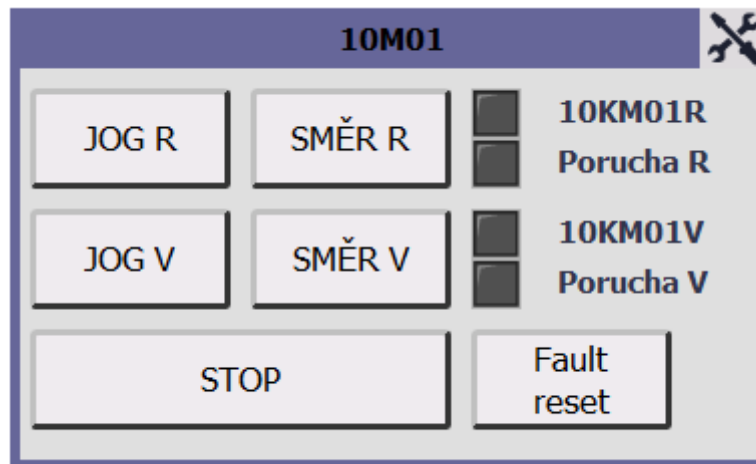 10M01
JOG R
SMĚR R
10KM01R
Porucha R
JOG V
SMĚR V
10KM01V
Porucha V
STOP
Fault
reset